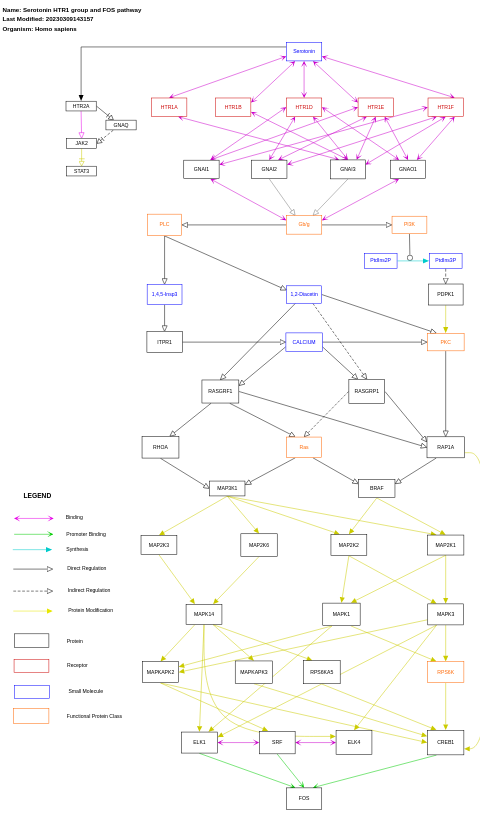 Name: Serotonin HTR1 group and FOS pathway
Last Modified: 20230309143157
Organism: Homo sapiens
Serotonin
HTR2A
GNAQ
HTR1A
HTR1B
HTR1D
HTR1E
HTR1F
JAK2
STAT3
GNAI1
GNAI2
GNAI3
GNAO1
PLC
Gb/g
PI3K
PtdIns2P
PtdIns3P
1,4,5-Insp3
1,2-Diacetin
PDPK1
ITPR1
CALCIUM
PKC
RASGRF1
RASGRP1
RHOA
Ras
RAP1A
MAP3K1
BRAF
LEGEND
Binding
Promoter Binding
Synthesis
Direct Regulation
Indirect Regulation
Protein Modification
Protein
Receptor
Small Molecule
Functional Protein Class
MAP2K3
MAP2K6
MAP2K2
MAP2K1
MAPK14
MAPK1
MAPK3
MAPKAPK2
MAPKAPK3
RPS6KA5
RPS6K
ELK1
SRF
ELK4
CREB1
FOS